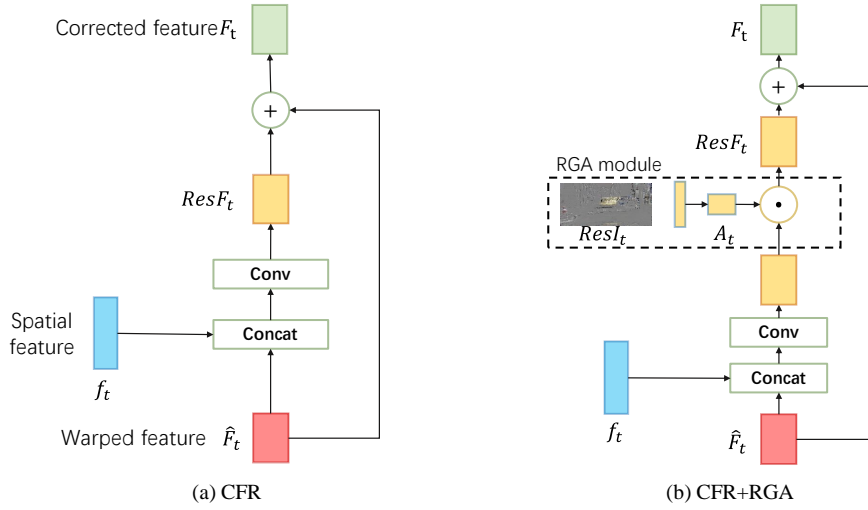 Corrected feature F_t
+
ResF_t
Conv
Concat
Spatial
feature
f_t
Warped feature F̂_t
(a) CFR
F_t
+
ResF_t
RGA module
ResI_t
A_t
Conv
Concat
f_t
F̂_t
(b) CFR+RGA